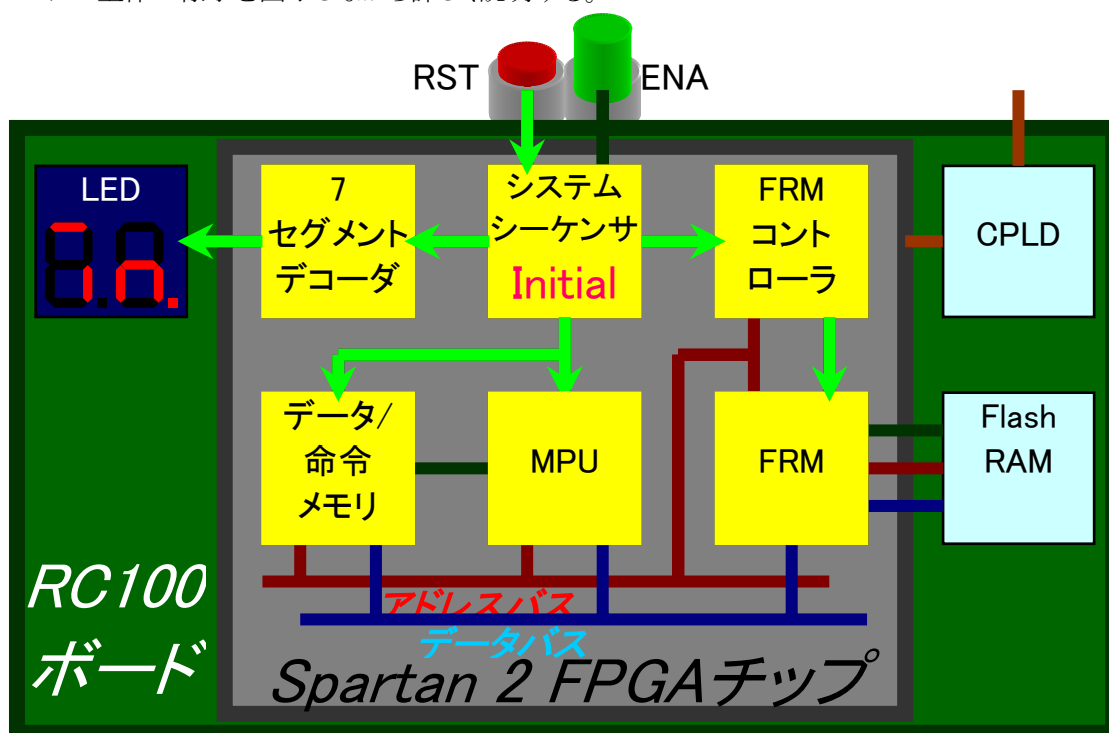 RST
ENA
LED
7
セグメント
デコーダ
システム
シーケンサ
Initial
FRM
コント
ローラ
CPLD
データ/
命令
メモリ
MPU
FRM
Flash
RAM
アドレスバス
データバス
RC100
ボード
Spartan 2 FPGAチップ